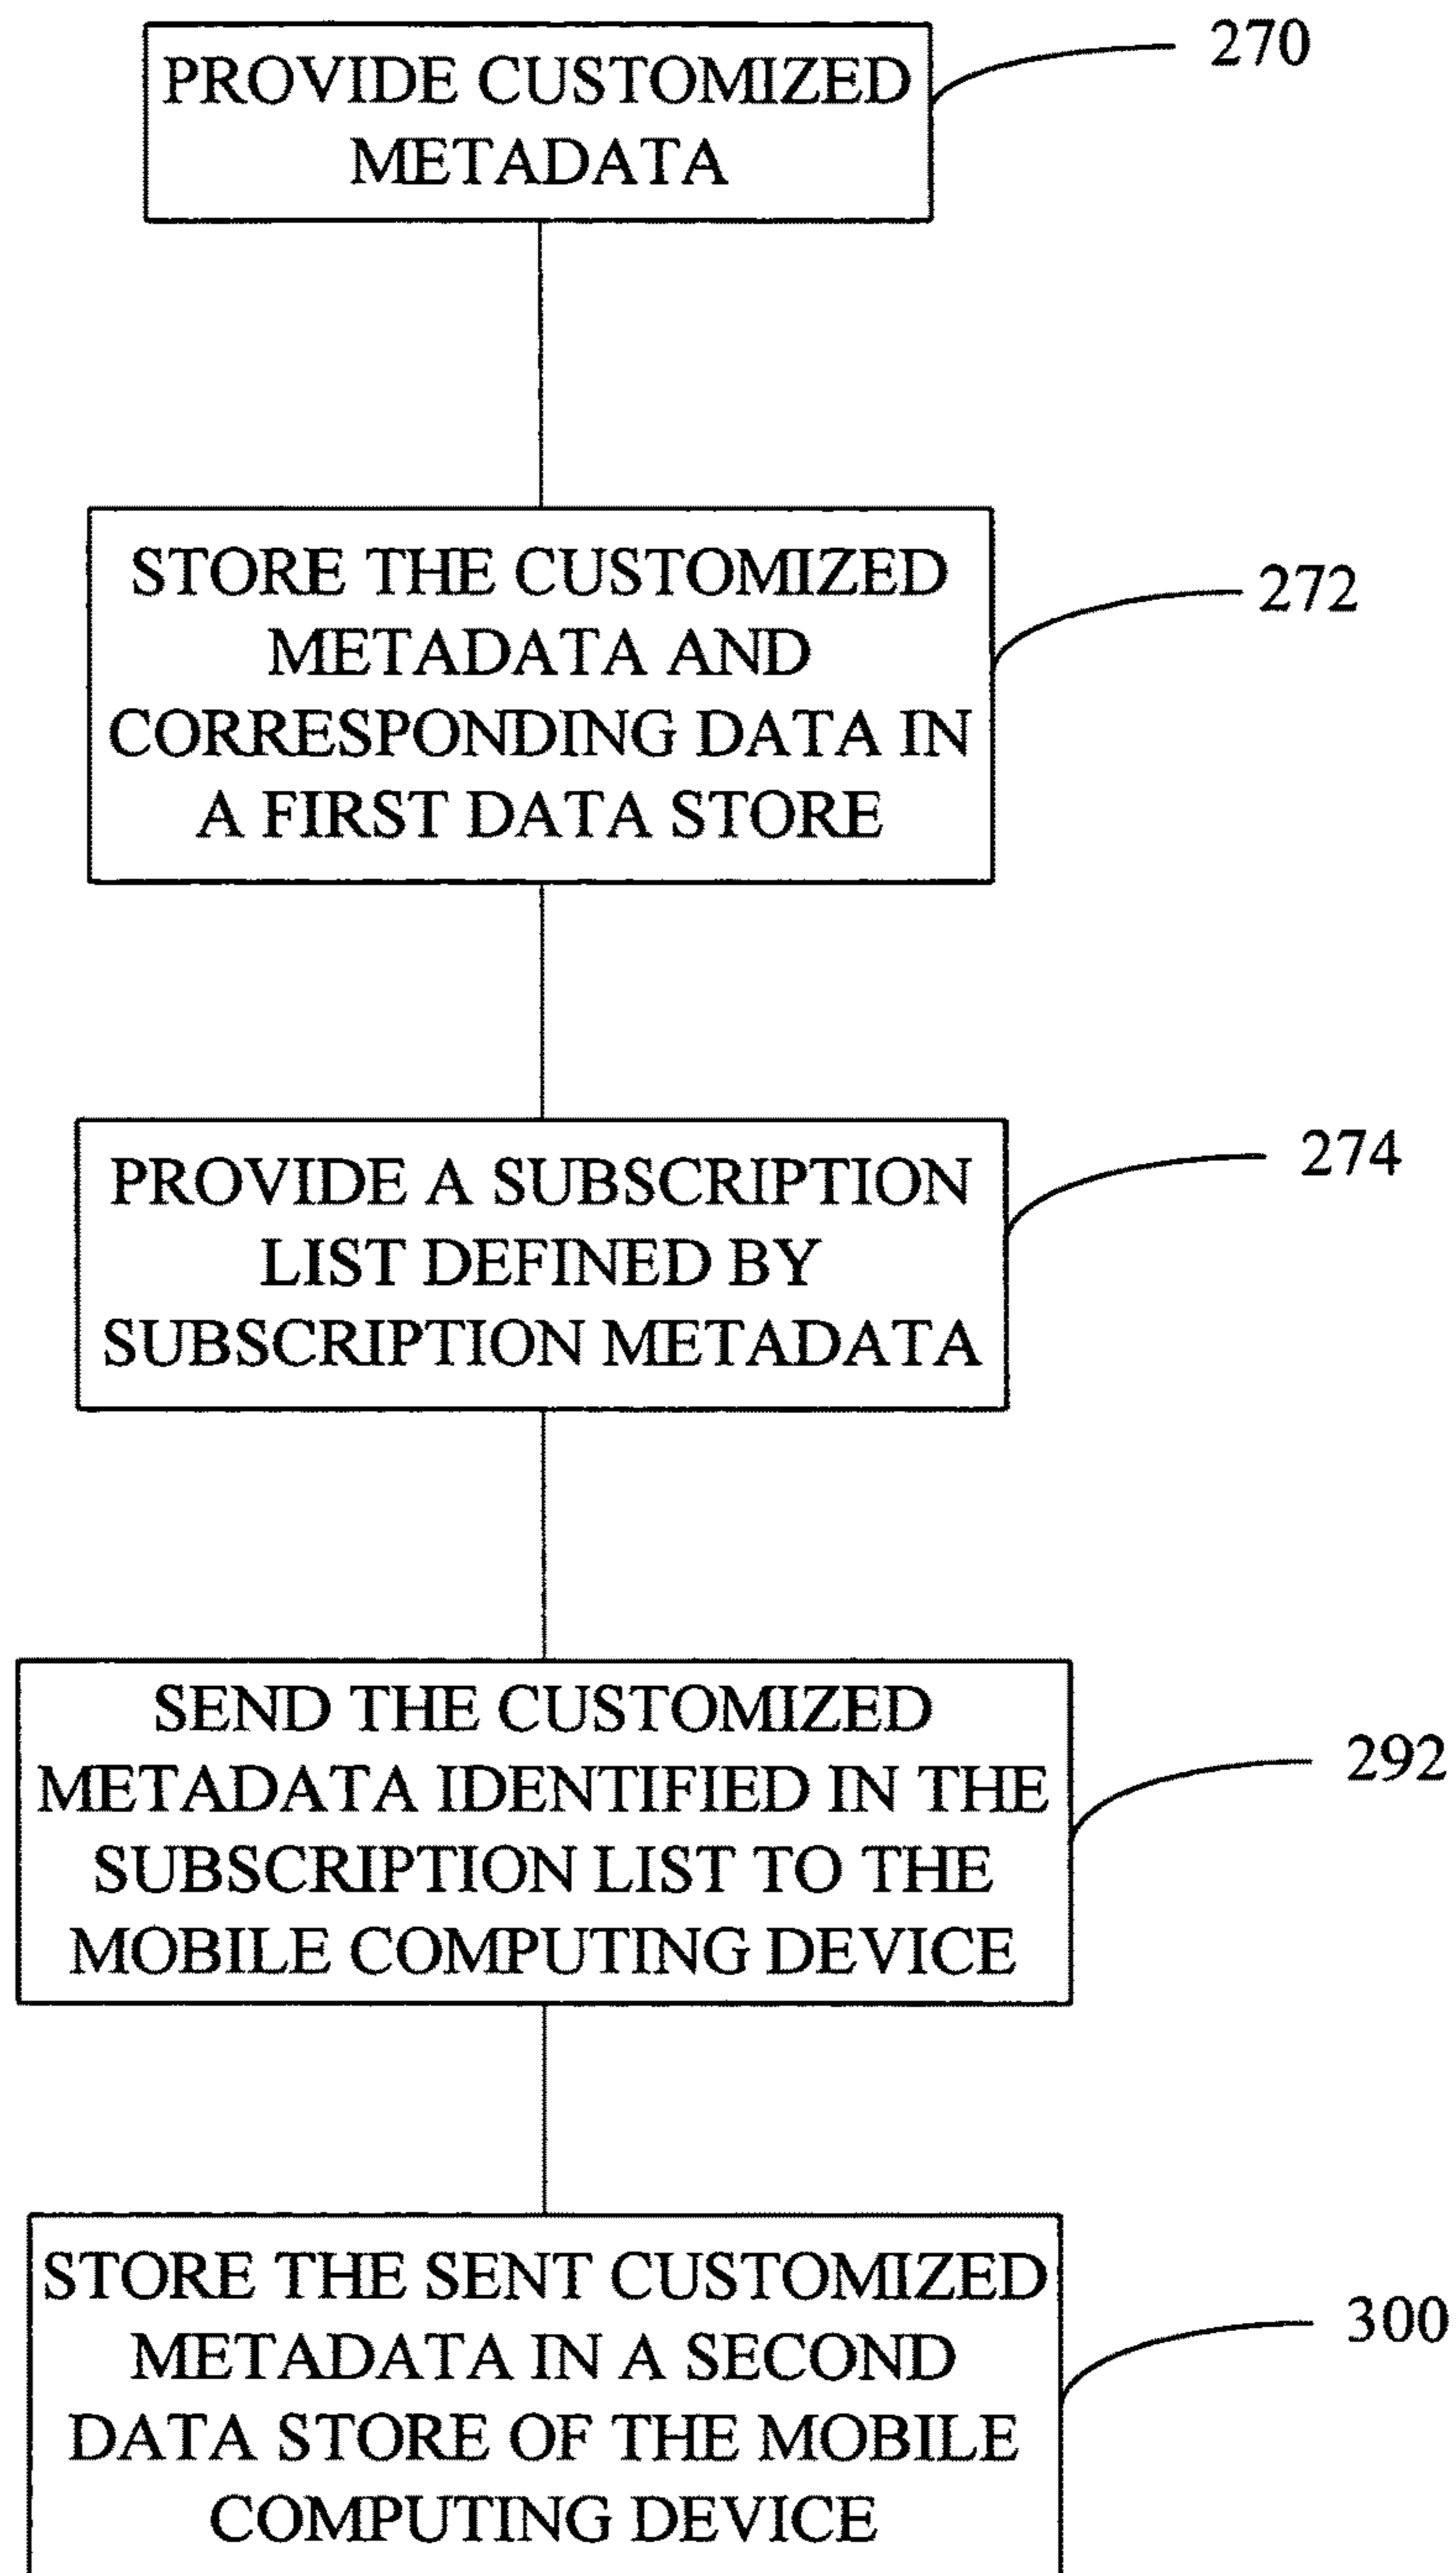 PROVIDE CUSTOMIZED
METADATA
270
STORE THE CUSTOMIZED
METADATA AND
CORRESPONDING DATA IN
A FIRST DATA STORE
272
PROVIDE A SUBSCRIPTION
LIST DEFINED BY
SUBSCRIPTION METADATA
274
SEND THE CUSTOMIZED
METADATA IDENTIFIED IN THE
SUBSCRIPTION LIST TO THE
MOBILE COMPUTING DEVICE
292
STORE THE SENT CUSTOMIZED
METADATA IN A SECOND
DATA STORE OF THE MOBILE
COMPUTING DEVICE
300